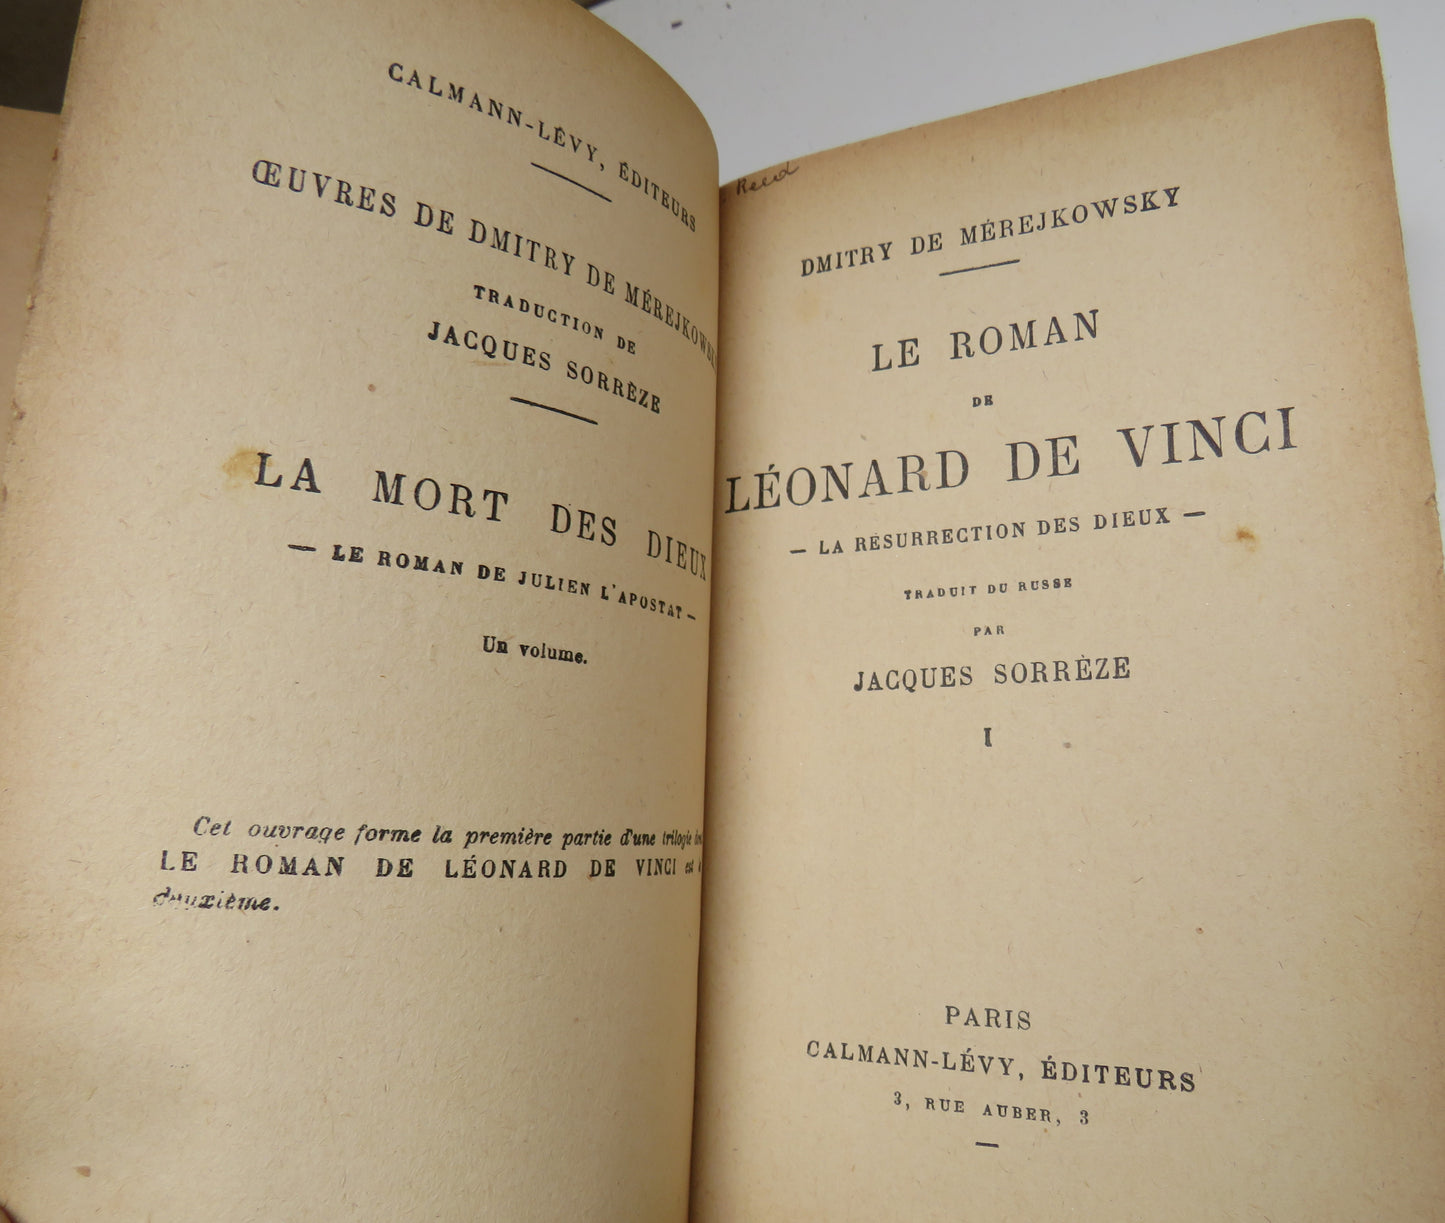 CALMANN-LÉVY, ÉDITEURS
ŒUVRES DE DMITRY DE MÉREJKOWSK
TRADUCTION DE
JACQUES SORRÈZE
LA MORT DES DIEUX
— LE ROMAN DE JULIEN L'APOSTAT —
Un volume.
Cet ouvrage forme la première partie d'une trilogie
LE ROMAN DE LÉONARD DE VINCI est
deuxième.
Reed
DMITRY DE MÉREJKOWSKY
LE ROMAN
DE
LÉONARD DE VINCI
— LA RÉSURRECTION DES DIEUX —
TRADUIT DU RUSSE
PAR
JACQUES SORRÈZE
I
PARIS
CALMANN-LÉVY, ÉDITEURS
3, RUE AUBER, 3